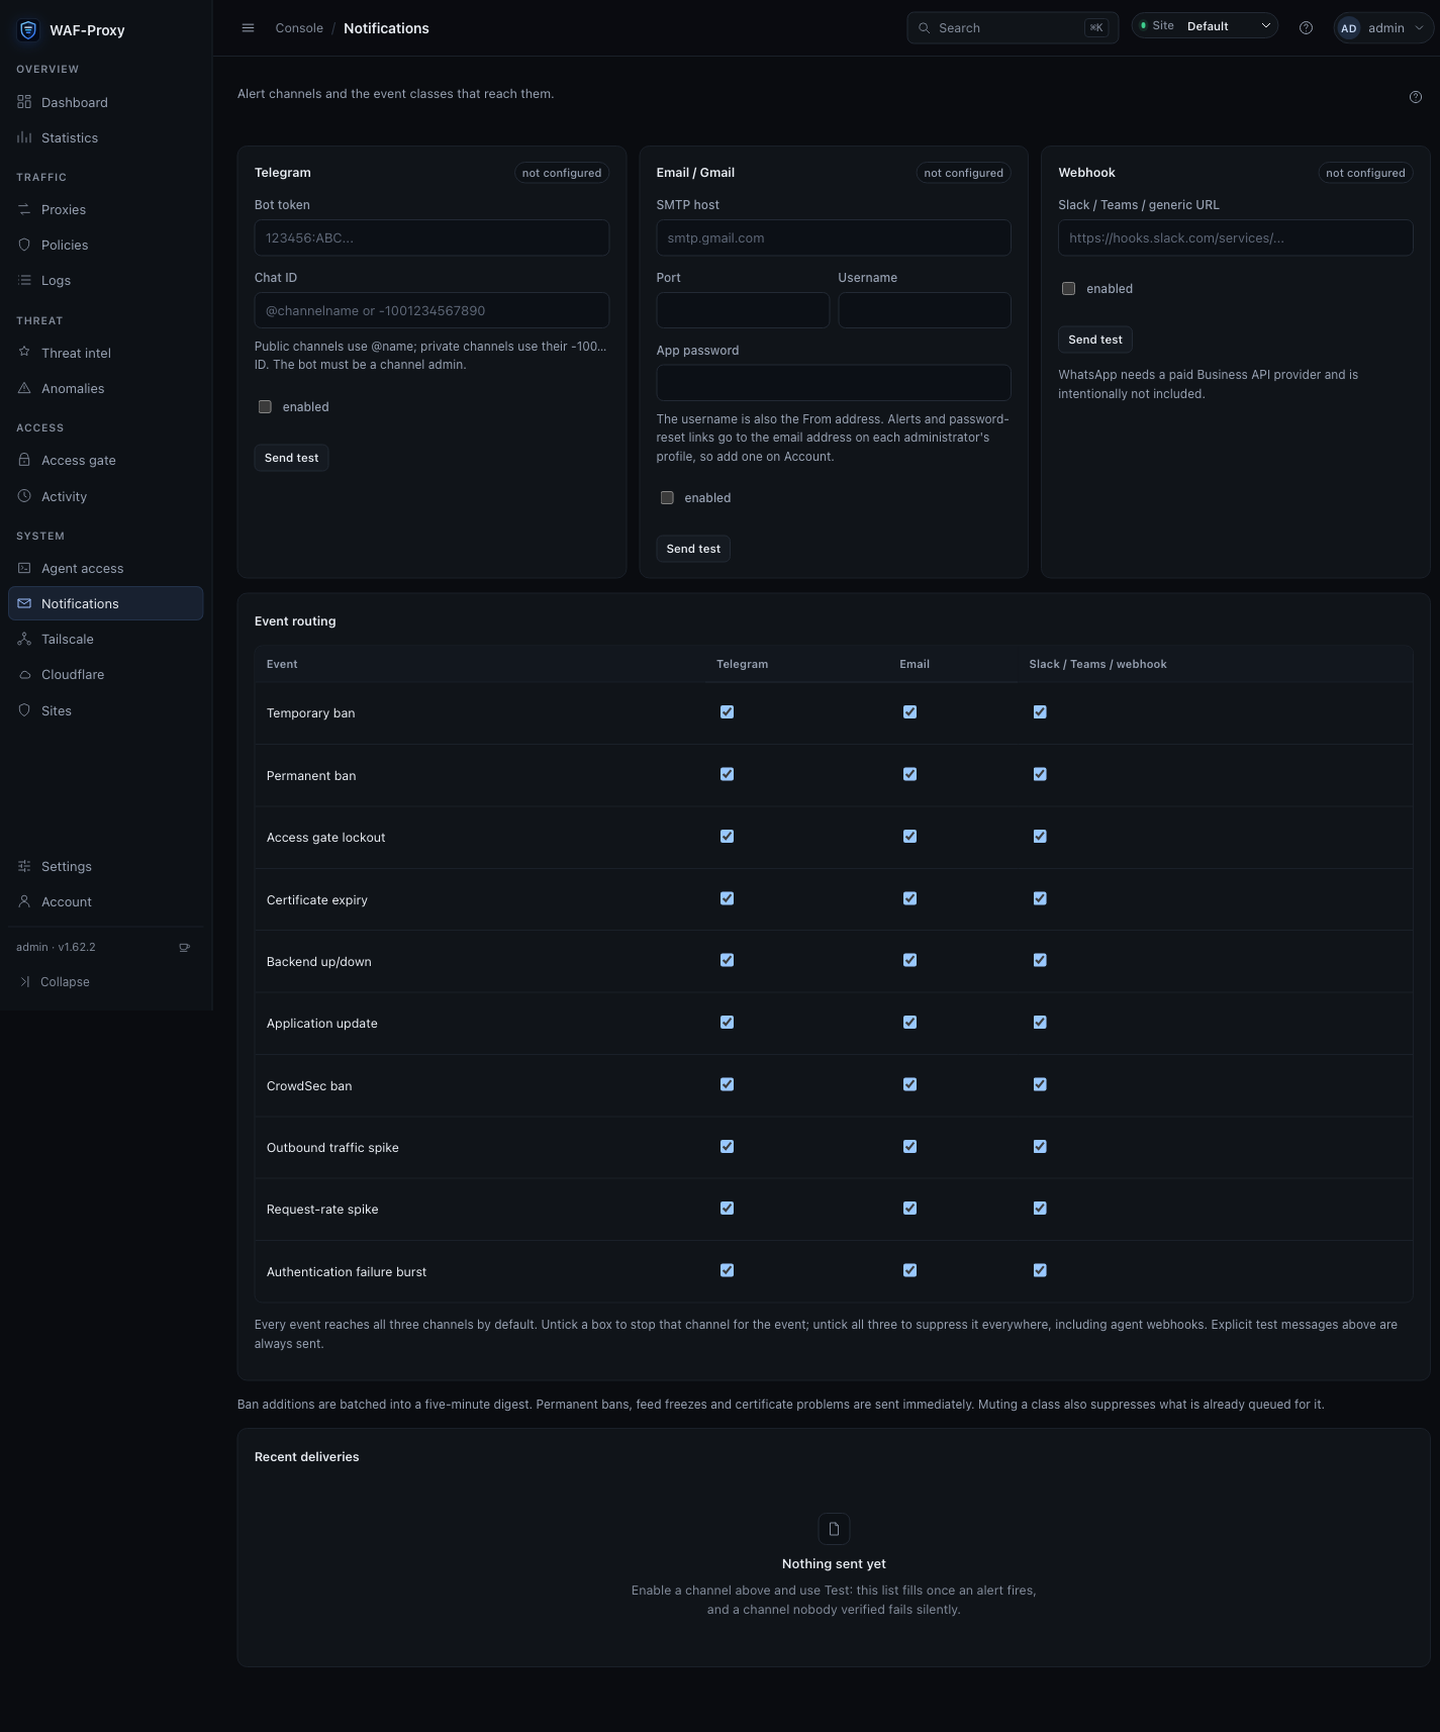 WAF-Proxy
OVERVIEW
Dashboard
Statistics
TRAFFIC
Proxies
Policies
Logs
THREAT
Threat intel
Anomalies
ACCESS
Access gate
Activity
SYSTEM
Agent access
Notifications
Tailscale
Cloudflare
Sites
Settings
Account
admin · v1.62.2
Collapse
Console / Notifications
Search ⌘K
Site Default
AD admin
Alert channels and the event classes that reach them.
Telegram not configured
Bot token
123456:ABC...
Chat ID
@channelname or -1001234567890
Public channels use @name; private channels use their -100...
ID. The bot must be a channel admin.
enabled
Send test
Email / Gmail not configured
SMTP host
smtp.gmail.com
Port Username
App password
The username is also the From address. Alerts and password-
reset links go to the email address on each administrator's
profile, so add one on Account.
enabled
Send test
Webhook not configured
Slack / Teams / generic URL
https://hooks.slack.com/services/...
enabled
Send test
WhatsApp needs a paid Business API provider and is
intentionally not included.
Event routing
Event Telegram Email Slack / Teams / webhook
Temporary ban
Permanent ban
Access gate lockout
Certificate expiry
Backend up/down
Application update
CrowdSec ban
Outbound traffic spike
Request-rate spike
Authentication failure burst
Every event reaches all three channels by default. Untick a box to stop that channel for the event; untick all three to suppress it everywhere, including agent webhooks. Explicit test messages above are
always sent.
Ban additions are batched into a five-minute digest. Permanent bans, feed freezes and certificate problems are sent immediately. Muting a class also suppresses what is already queued for it.
Recent deliveries
Nothing sent yet
Enable a channel above and use Test: this list fills once an alert fires,
and a channel nobody verified fails silently.